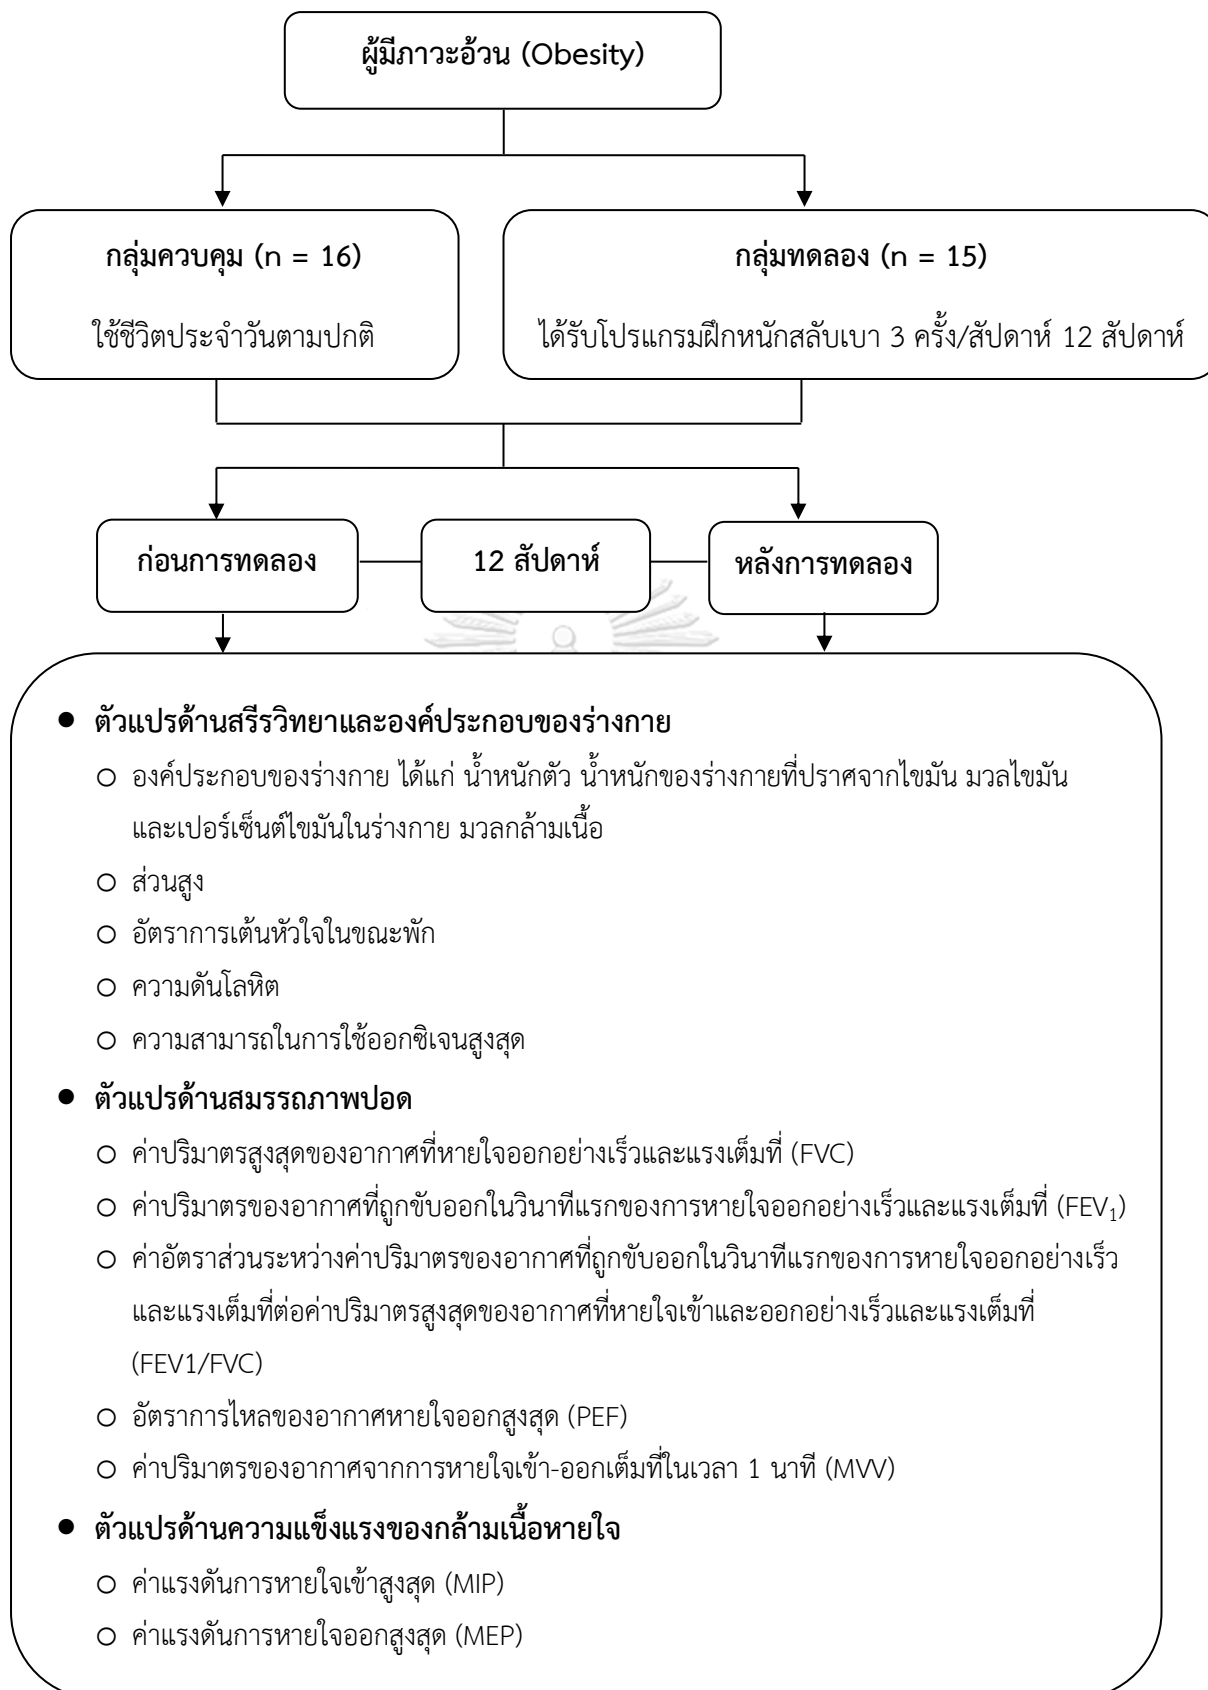 ผู้มีภาวะอ้วน (Obesity)
กลุ่มควบคุม (n = 16)
ใช้ชีวิตประจำวันตามปกติ
กลุ่มทดลอง (n = 15)
ได้รับโปรแกรมฝึกหนักสลับเบา 3 ครั้ง/สัปดาห์ 12 สัปดาห์
ก่อนการทดลอง
12 สัปดาห์
หลังการทดลอง
● ตัวแปรด้านสรีรวิทยาและองค์ประกอบของร่างกาย
○ องค์ประกอบของร่างกาย ได้แก่ น้ำหนักตัว น้ำหนักของร่างกายที่ปราศจากไขมัน มวลไขมัน
และเปอร์เซ็นต์ไขมันในร่างกาย มวลกล้ามเนื้อ
○ ส่วนสูง
○ อัตราการเต้นหัวใจในขณะพัก
○ ความดันโลหิต
○ ความสามารถในการใช้ออกซิเจนสูงสุด
● ตัวแปรด้านสมรรถภาพปอด
○ ค่าปริมาตรสูงสุดของอากาศที่หายใจออกอย่างเร็วและแรงเต็มที่ (FVC)
○ ค่าปริมาตรของอากาศที่ถูกขับออกในวินาทีแรกของการหายใจออกอย่างเร็วและแรงเต็มที่ (FEV₁)
○ ค่าอัตราส่วนระหว่างค่าปริมาตรของอากาศที่ถูกขับออกในวินาทีแรกของการหายใจออกอย่างเร็ว
และแรงเต็มที่ต่อค่าปริมาตรสูงสุดของอากาศที่หายใจเข้าและออกอย่างเร็วและแรงเต็มที่
(FEV1/FVC)
○ อัตราการไหลของอากาศหายใจออกสูงสุด (PEF)
○ ค่าปริมาตรของอากาศจากการหายใจเข้า-ออกเต็มที่ในเวลา 1 นาที (MVV)
● ตัวแปรด้านความแข็งแรงของกล้ามเนื้อหายใจ
○ ค่าแรงดันการหายใจเข้าสูงสุด (MIP)
○ ค่าแรงดันการหายใจออกสูงสุด (MEP)